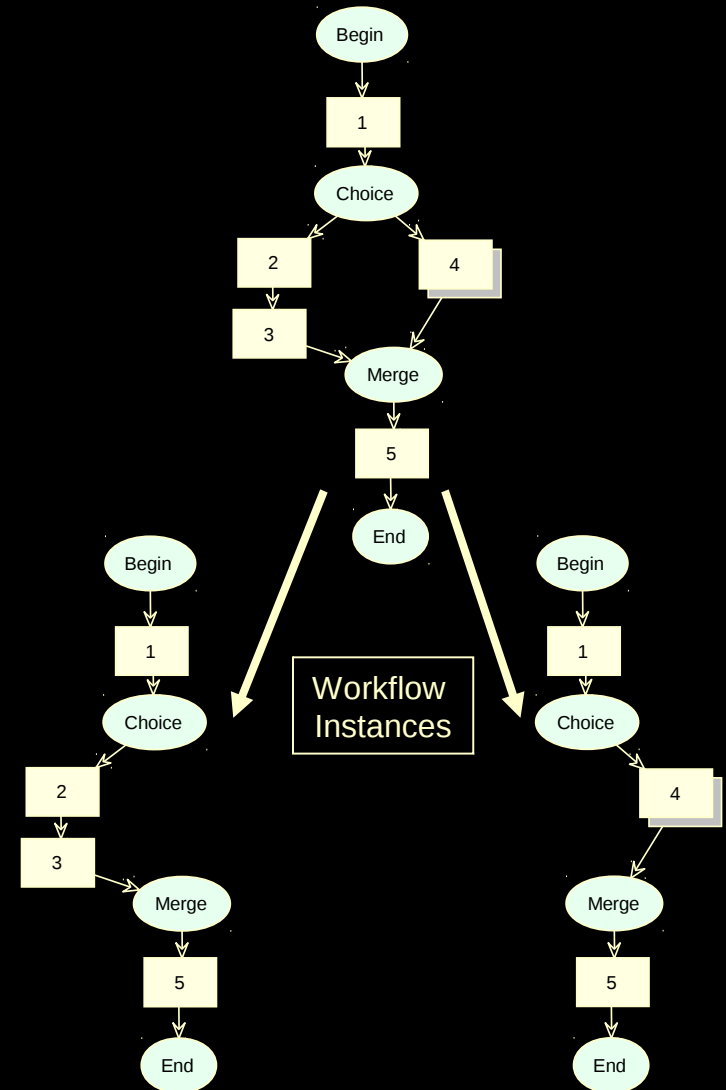 Begin
1
Choice
2
4
3
Merge
5
End
Begin
1
Choice
2
3
Merge
5
End
Workflow
Instances
Begin
1
Choice
4
Merge
5
End